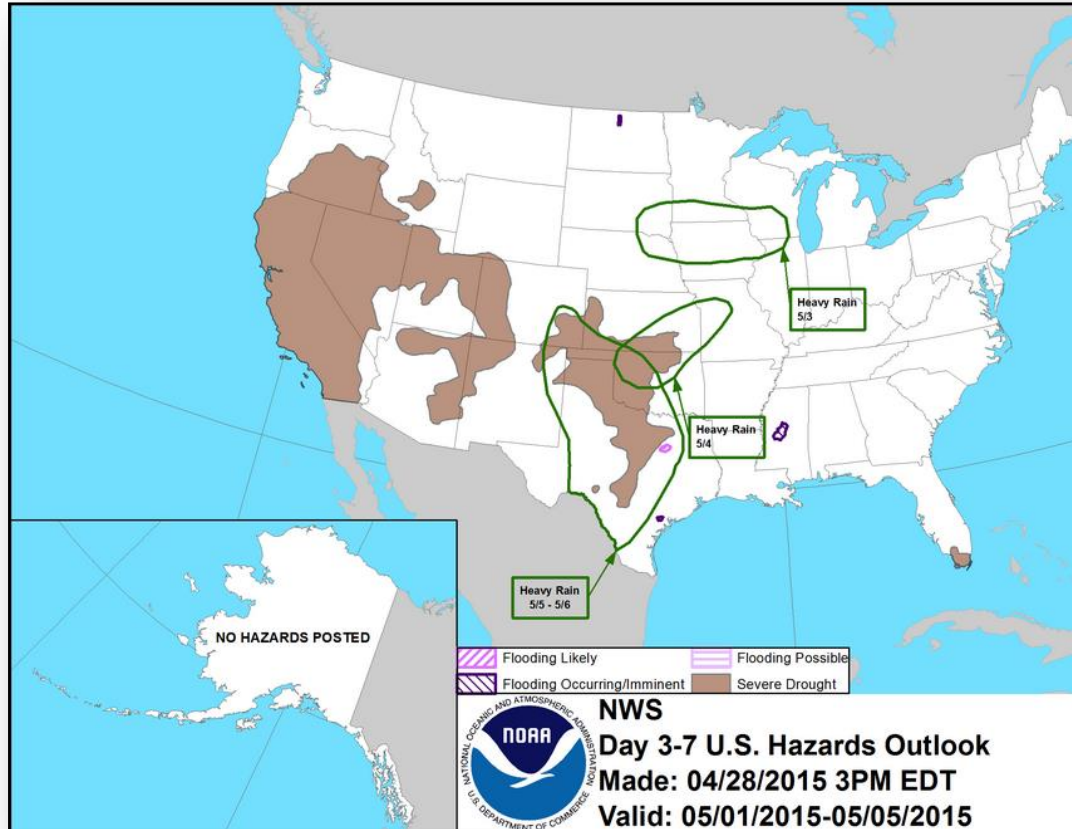 Heavy Rain
5/3
Heavy Rain
5/4
Heavy Rain
5/5 - 5/6
NO HAZARDS POSTED
Flooding Likely
Flooding Possible
Flooding Occurring/Imminent
Severe Drought
NATIONAL OCEANIC AND ATMOSPHERIC ADMINISTRATION
NOAA
U.S. DEPARTMENT OF COMMERCE
NWS
Day 3-7 U.S. Hazards Outlook
Made: 04/28/2015 3PM EDT
Valid: 05/01/2015-05/05/2015